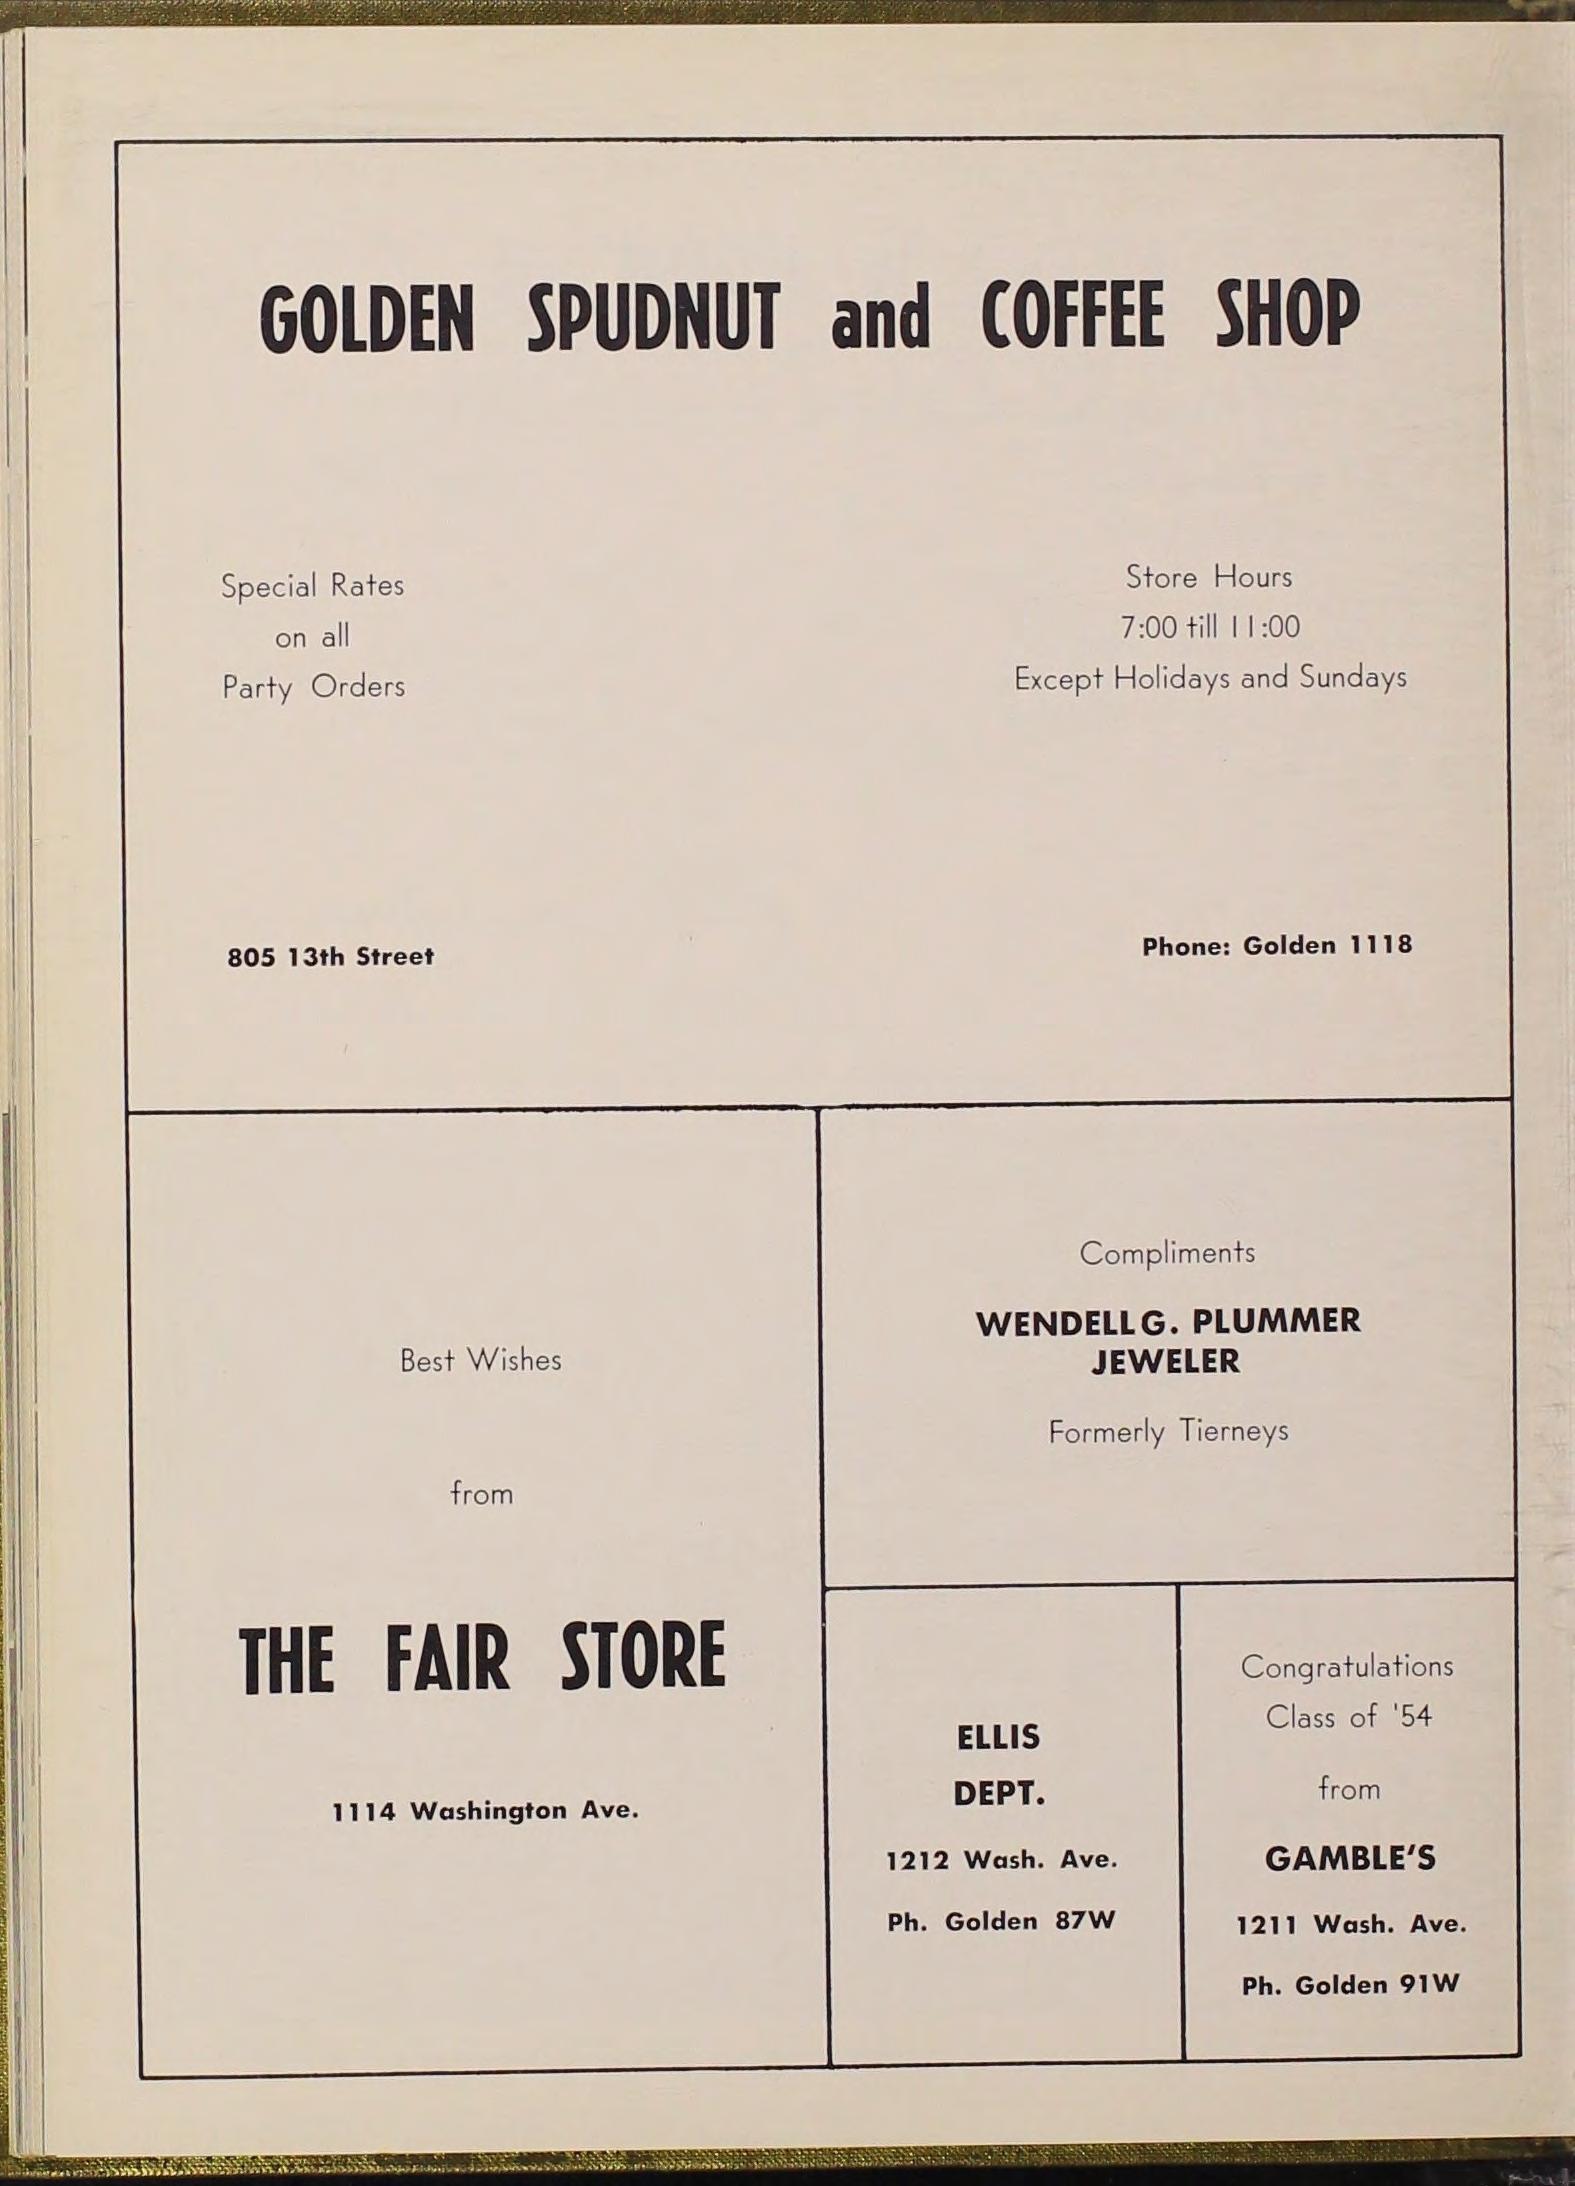 GOLDEN SPUDNUT and COFFEE SHOP
Special Rates
on all
Party Orders
Store Hours
7:00 till 11:00
Except Holidays and Sundays
805 13th Street
Phone: Golden 1118
Best Wishes
from
THE FAIR STORE
1114 Washington Ave.
Compliments
WENDELL G. PLUMMER
JEWELER
Formerly Tierneys
ELLIS
DEPT.
1212 Wash. Ave.
Ph. Golden 87W
Congratulations
Class of '54
from
GAMBLE'S
1211 Wash. Ave.
Ph. Golden 91W